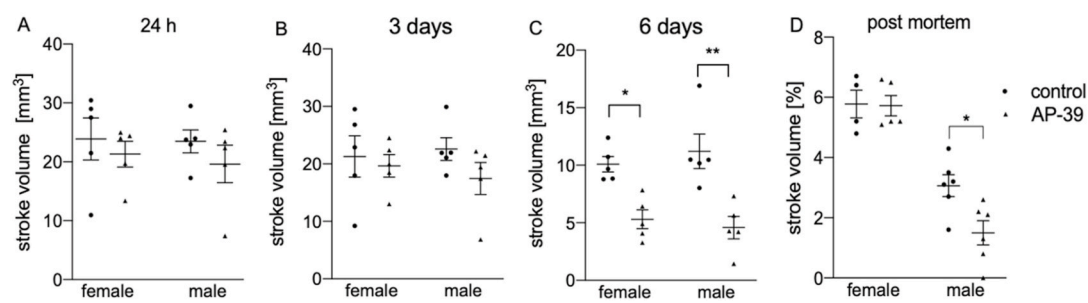 A 24 h
stroke volume [mm³]
40
30
20
10
0
female male
B 3 days
stroke volume [mm³]
40
30
20
10
0
female male
C 6 days
stroke volume [mm³]
20
15
10
5
0
*
**
female male
D post mortem
stroke volume [%]
8
6
4
2
0
*
female male
control
AP-39